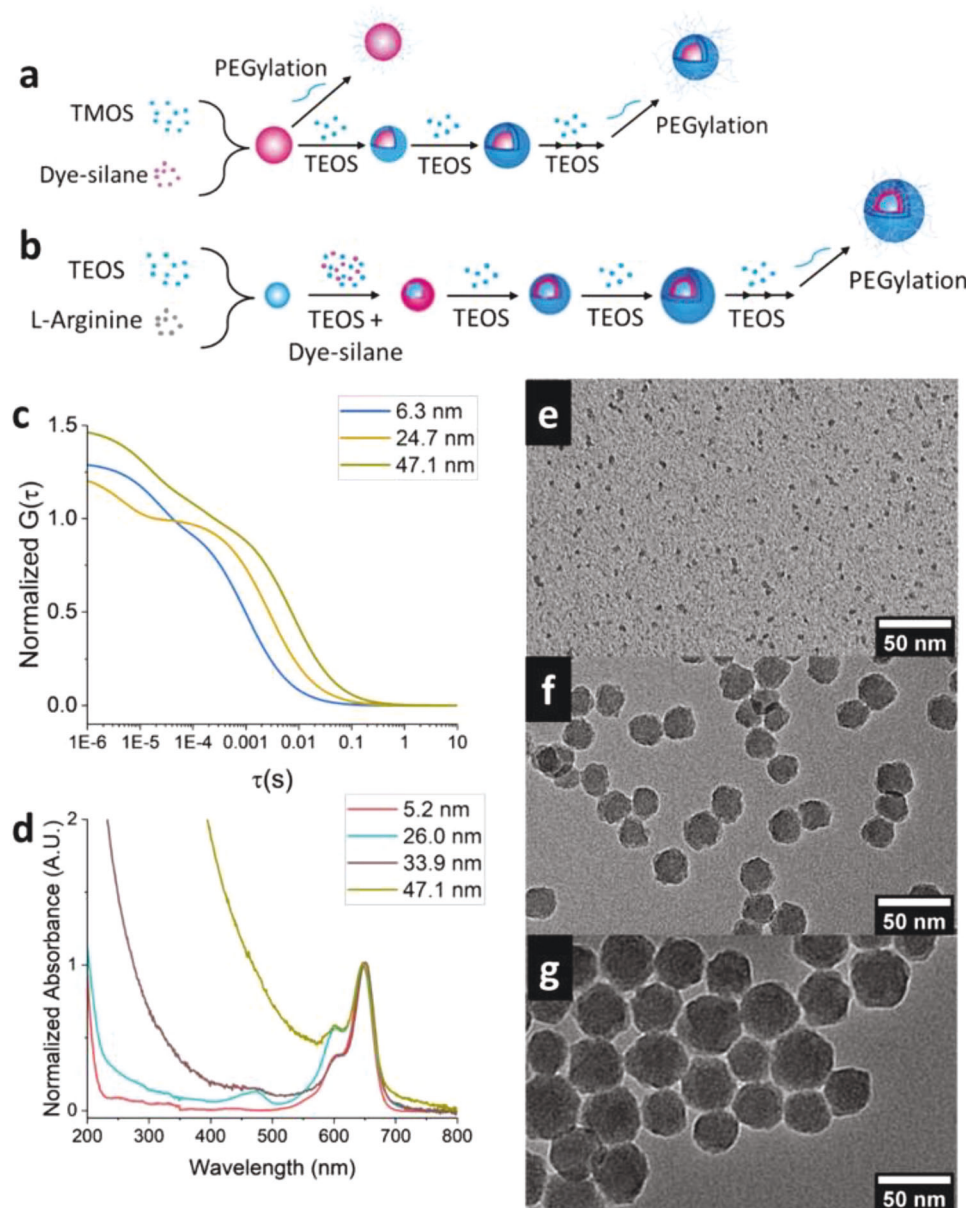 a
PEGylation
TMOS
Dye-silane
TEOS
TEOS
TEOS
PEGylation
b
TEOS
L-Arginine
TEOS +
Dye-silane
TEOS
TEOS
TEOS
PEGylation
c
Normalized G(τ)
1.5
1.0
0.5
0.0
1E-6 1E-5 1E-4 0.001 0.01 0.1 1 10
τ(s)
6.3 nm
24.7 nm
47.1 nm
d
Normalized Absorbance (A.U.)
2
1
0
200 300 400 500 600 700 800
Wavelength (nm)
5.2 nm
26.0 nm
33.9 nm
47.1 nm
e
50 nm
f
50 nm
g
50 nm